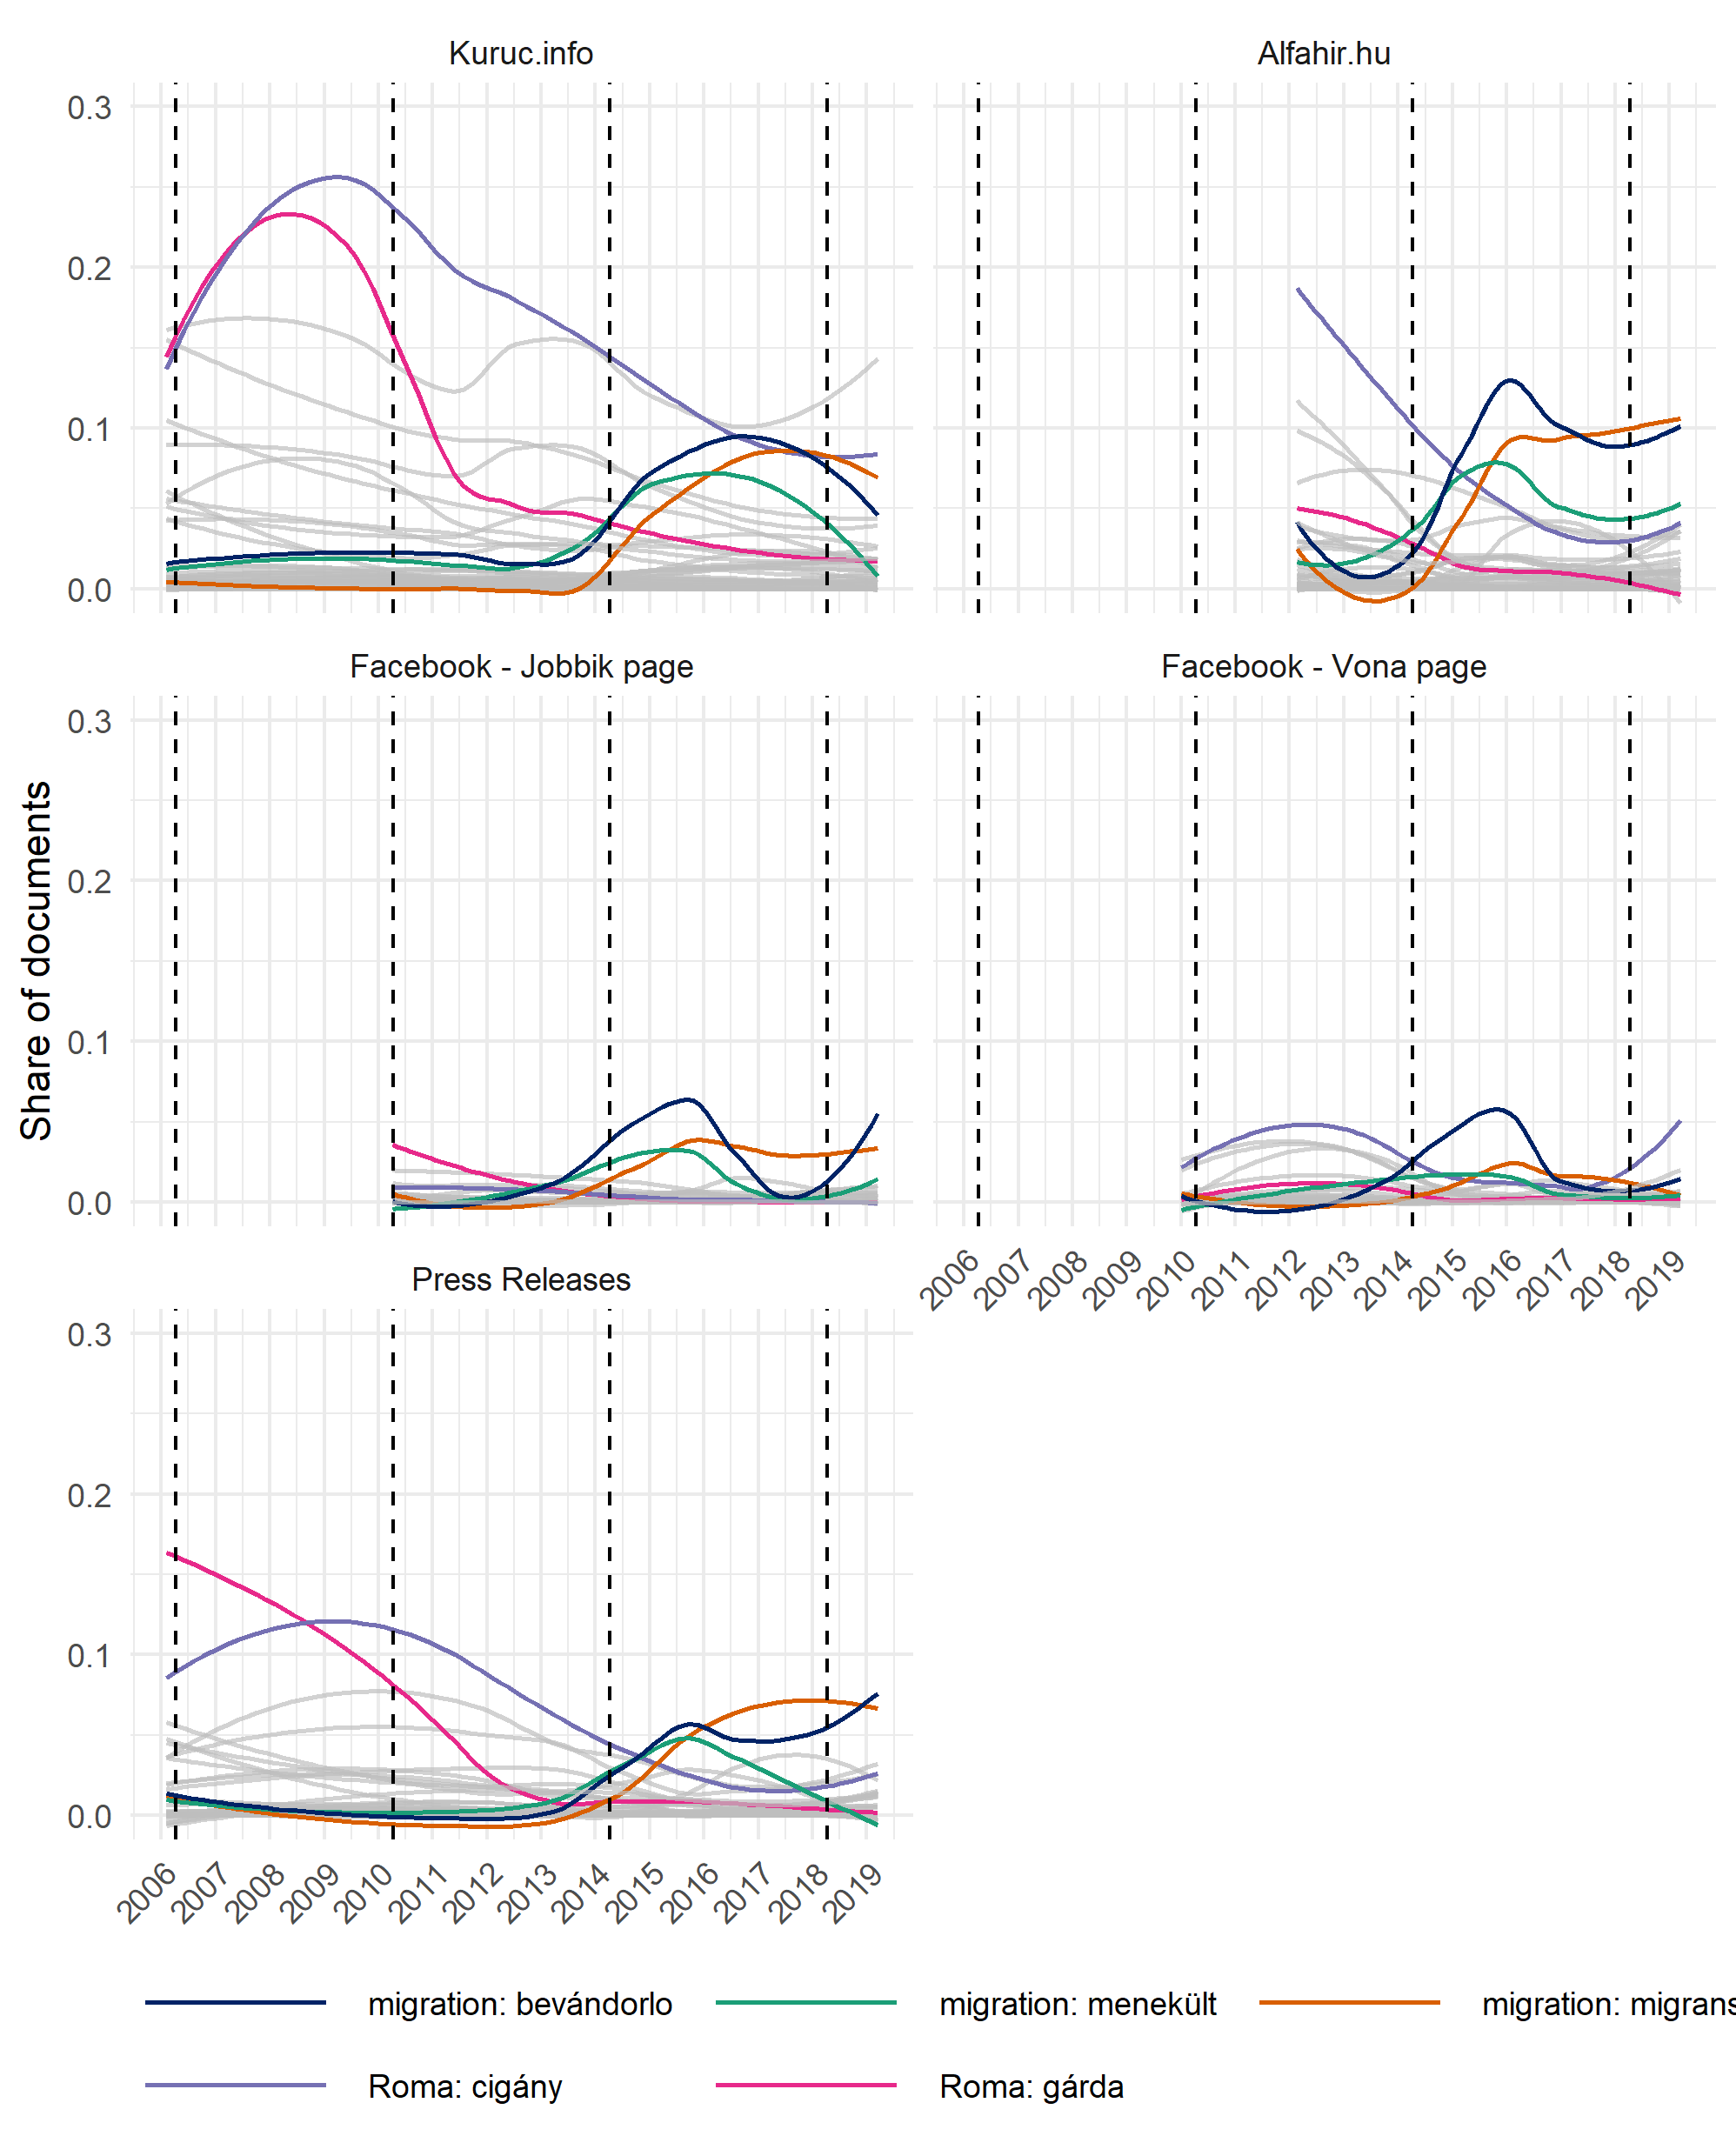 Kuruc.info
Alfahir.hu
0.3
0.2
0.1
0.0
Facebook - Jobbik page
Facebook - Vona page
0.3
0.2
0.1
0.0
Share of documents
2006 2007 2008 2009 2010 2011 2012 2013 2014 2015 2016 2017 2018 2019
Press Releases
0.3
0.2
0.1
0.0
2006 2007 2008 2009 2010 2011 2012 2013 2014 2015 2016 2017 2018 2019
migration: bevándorlo
migration: menekült
migration: migrans
Roma: cigány
Roma: gárda